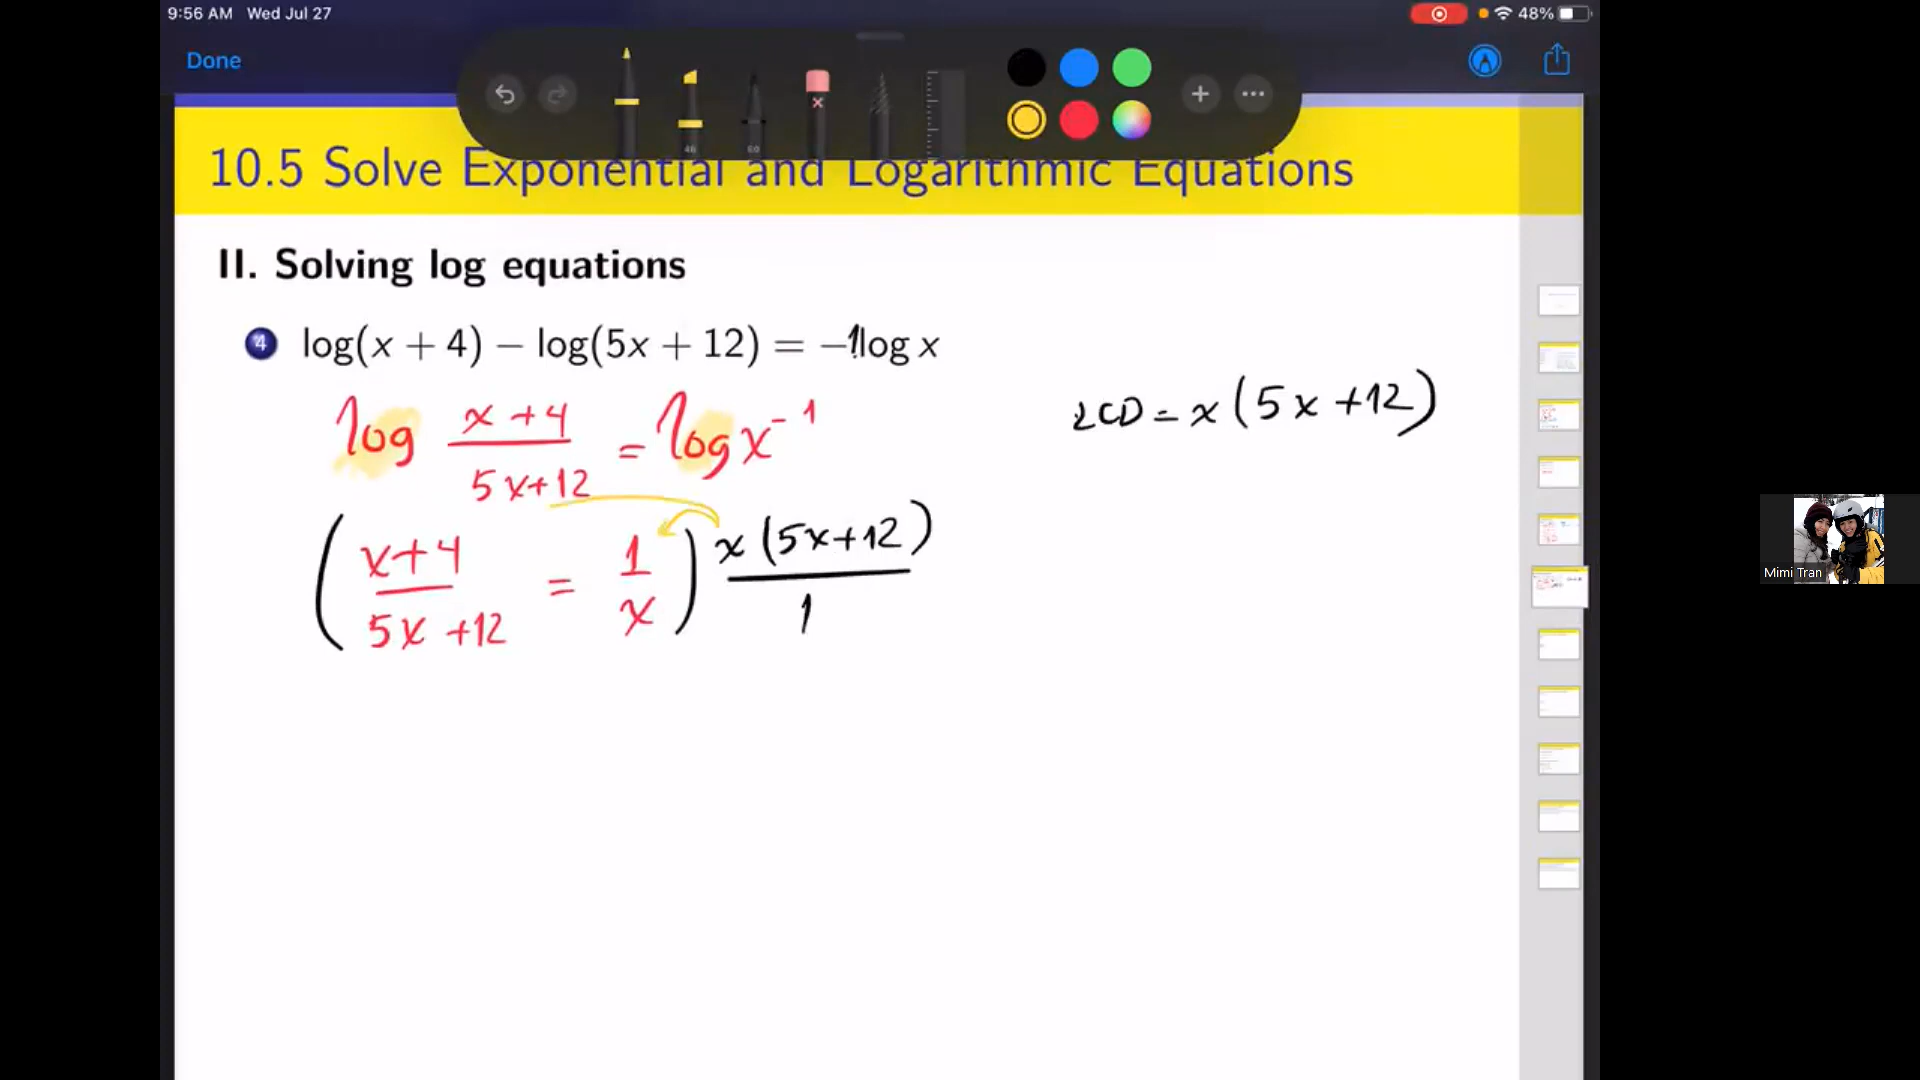 9:56 AM Wed Jul 27
48%
Done
10.5 Solve Exponential and Logarithmic Equations
II. Solving log equations
4 log(x + 4) − log(5x + 12) = −1log x
log (x+4)/(5x+12) = log x⁻¹
LCD = x(5x+12)
((x+4)/(5x+12) = 1/x) x(5x+12)/1
Mimi Tran